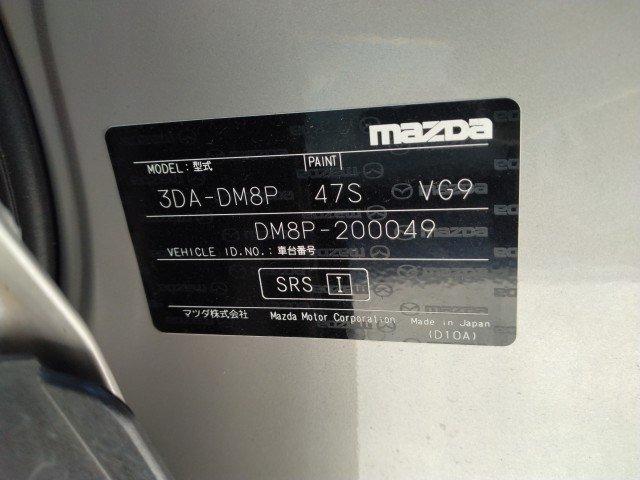 mazda
MODEL: 型式 PAINT
3DA-DM8P 47S VG9
DM8P-200049
VEHICLE ID.NO.: 車台番号
SRS I
マツダ株式会社 Mazda Motor Corporation Made in Japan
(D10A)